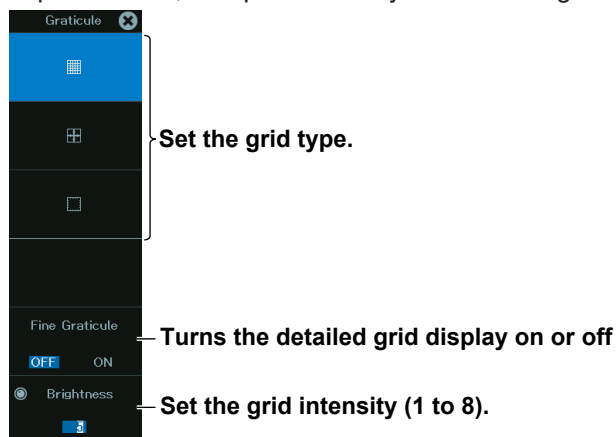 Graticule
Set the grid type.
Fine Graticule
OFF ON
Turns the detailed grid display on or off
Brightness
Set the grid intensity (1 to 8).
3